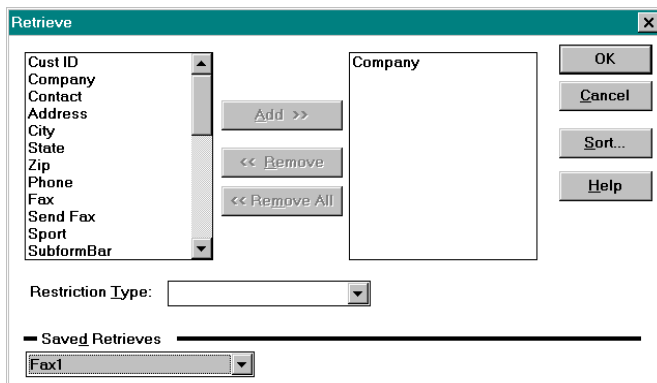 Retrieve
Cust ID
Company
Contact
Address
City
State
Zip
Phone
Fax
Send Fax
Sport
SubformBar
Add >>
<< Remove
<< Remove All
Company
OK
Cancel
Sort...
Help
Restriction Type:
Saved Retrieves
Fax1